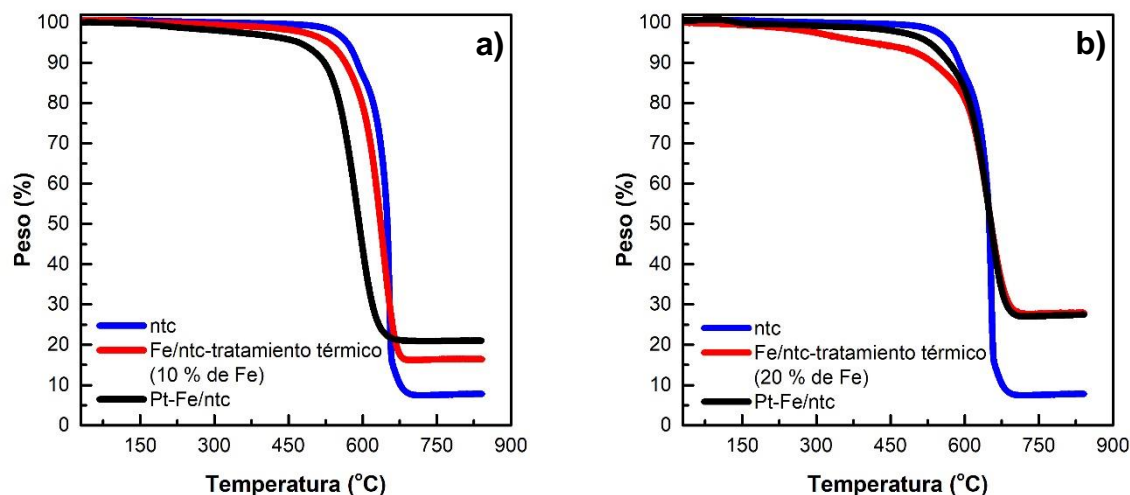 a)
100
90
80
70
60
50
40
30
20
10
0
Peso (%)
ntc
Fe/ntc-tratamiento térmico
(10 % de Fe)
Pt-Fe/ntc
150 300 450 600 750 900
Temperatura (°C)
b)
100
90
80
70
60
50
40
30
20
10
0
Peso (%)
ntc
Fe/ntc-tratamiento térmico
(20 % de Fe)
Pt-Fe/ntc
150 300 450 600 750 900
Temperatura (°C)